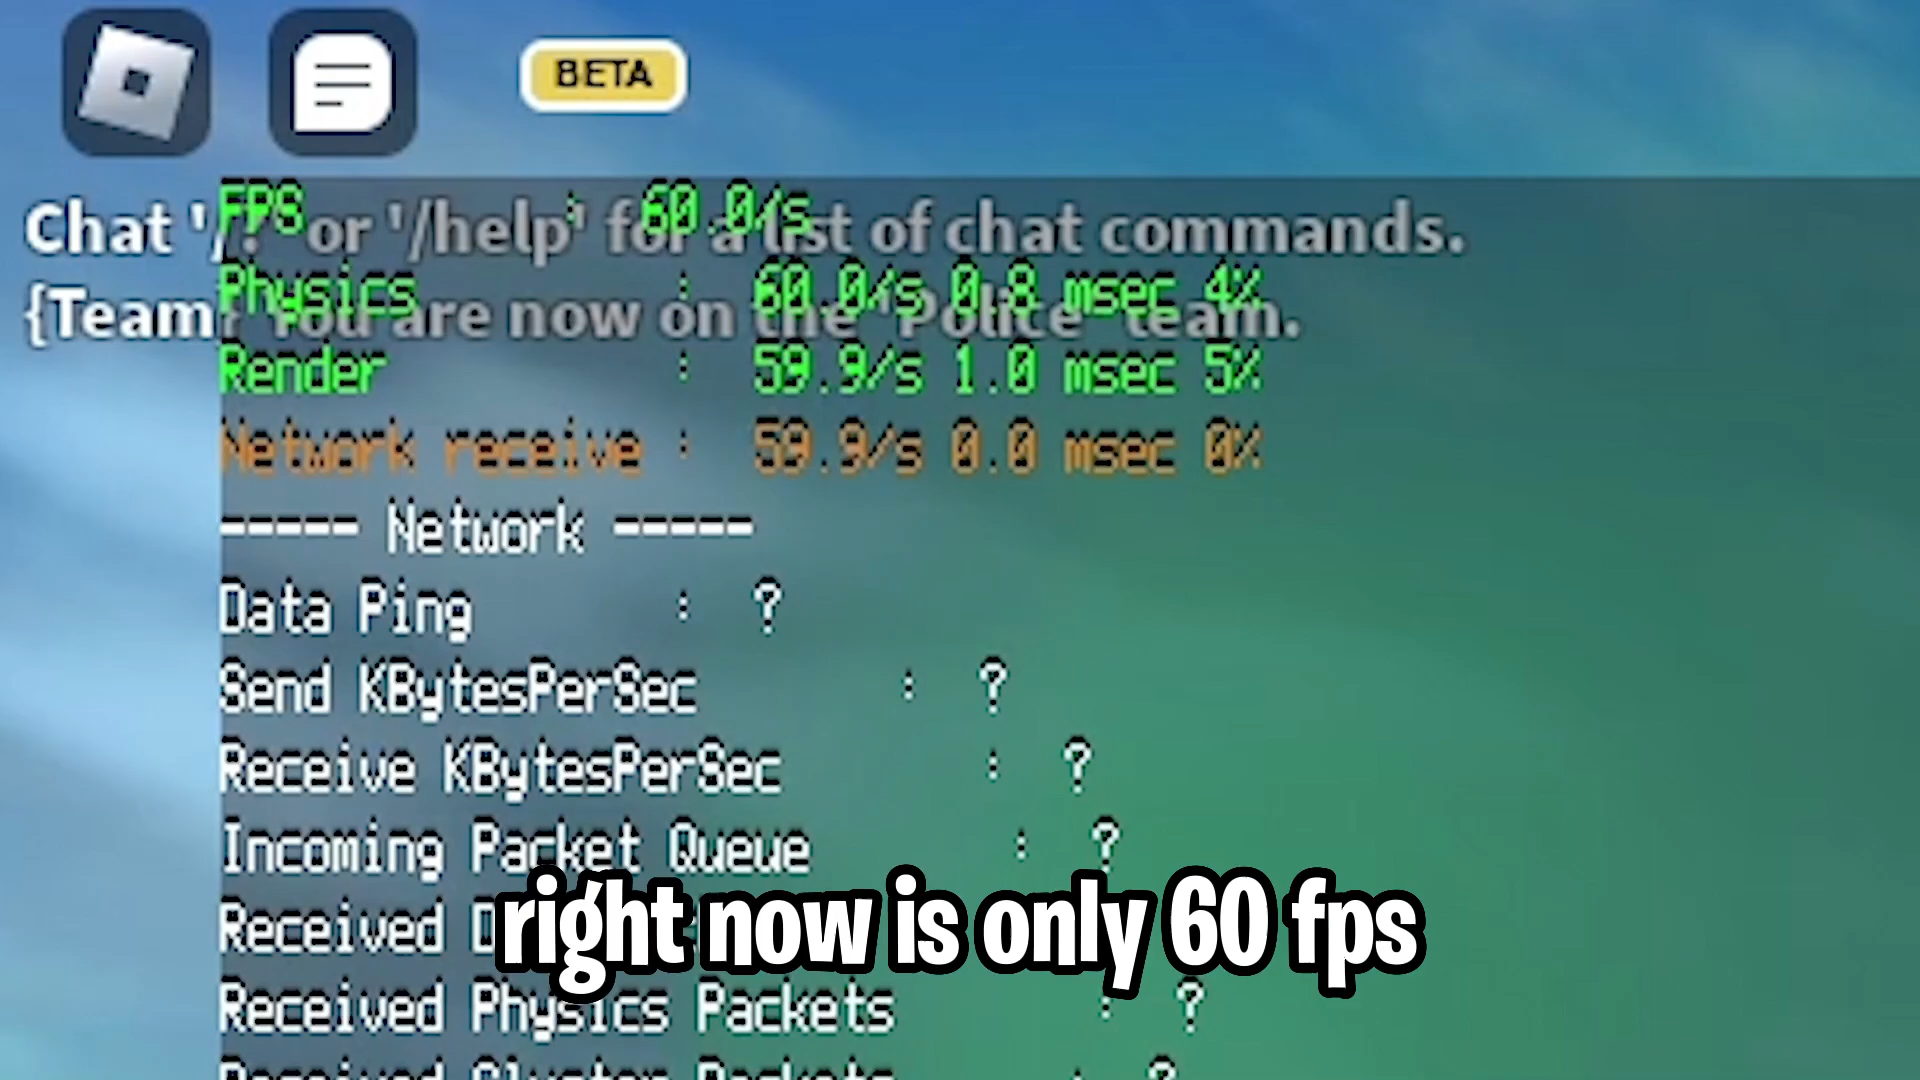 BETA
Chat '/?' or '/help' for a list of chat commands.
{Team} You are now on the 'Police' team.
FPS : 60.0/s
Physics : 60.0/s 0.8 msec 4%
Render : 59.9/s 1.0 msec 5%
Network receive : 59.9/s 0.0 msec 0%
----- Network -----
Data Ping : ?
Send KBytesPerSec : ?
Receive KBytesPerSec : ?
Incoming Packet Queue : ?
Received
right now is only 60 fps
Received Physics Packets : ?
Received Cluster Packets : ?